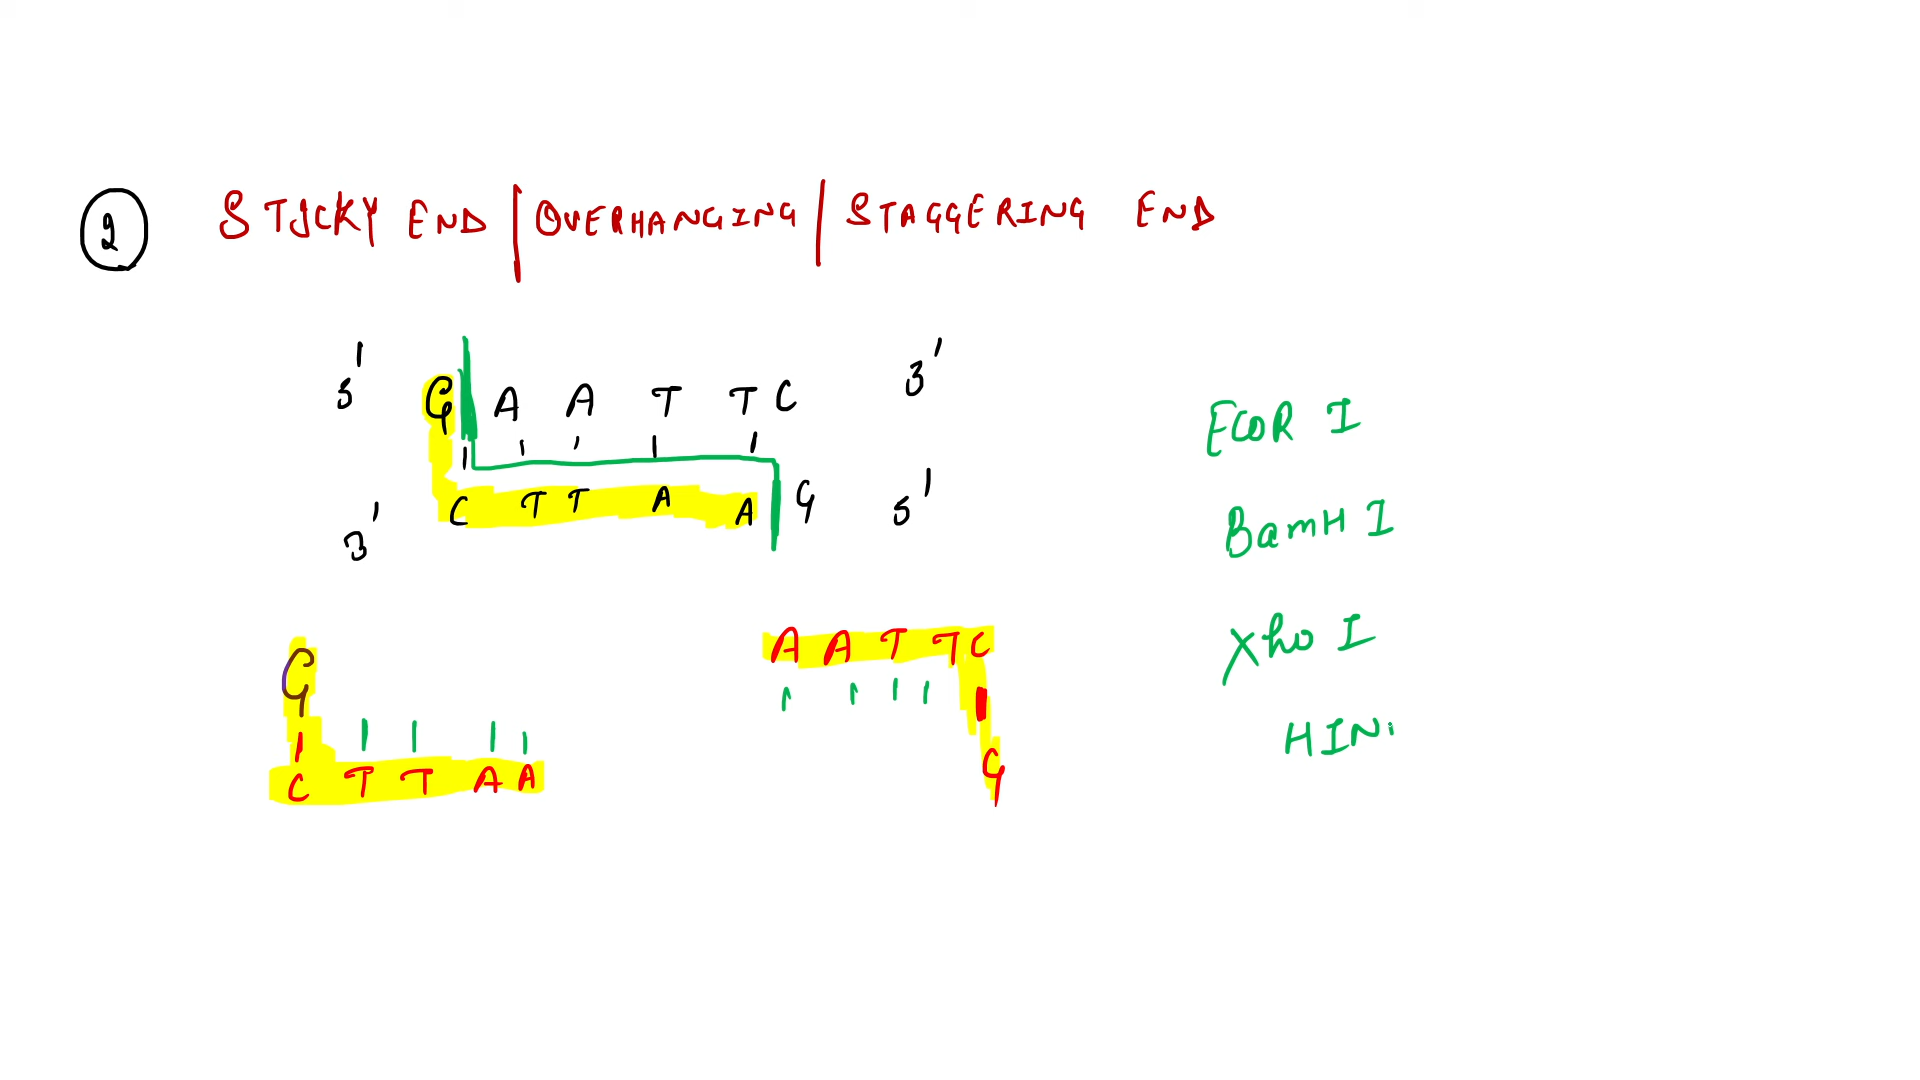 2 STICKY END | OVERHANGING | STAGGERING END
5' G A A T T C 3'
3' C T T A A G 5'
ECOR I
BamH I
Xho I
HIN
G
C T T A A
A A T T C
G